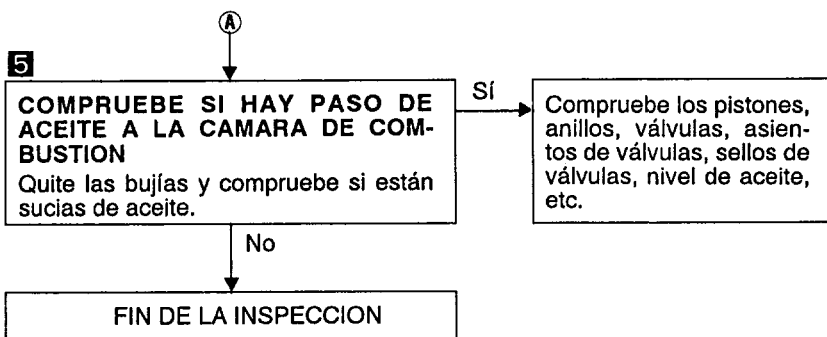 A
5
COMPRUEBE SI HAY PASO DE
ACEITE A LA CAMARA DE COM-
BUSTION
Quite las bujías y compruebe si están
sucias de aceite.
Sí
Compruebe los pistones,
anillos, válvulas, asien-
tos de válvulas, sellos de
válvulas, nivel de aceite,
etc.
No
FIN DE LA INSPECCION